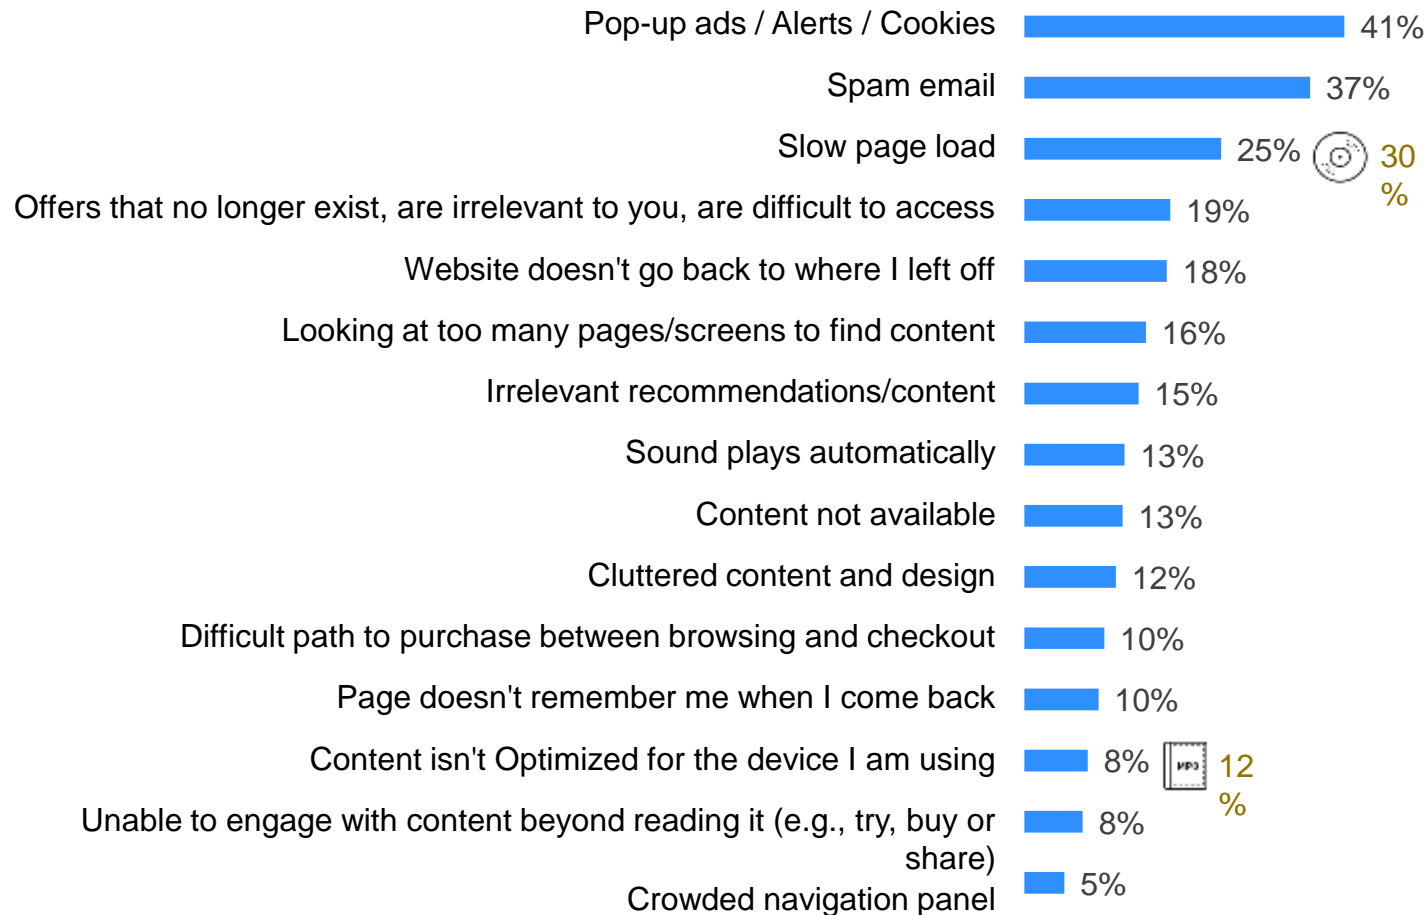 Pop-up ads / Alerts / Cookies 41%
Spam email 37%
Slow page load 25% 30
%
Offers that no longer exist, are irrelevant to you, are difficult to access 19%
Website doesn't go back to where I left off 18%
Looking at too many pages/screens to find content 16%
Irrelevant recommendations/content 15%
Sound plays automatically 13%
Content not available 13%
Cluttered content and design 12%
Difficult path to purchase between browsing and checkout 10%
Page doesn't remember me when I come back 10%
Content isn't Optimized for the device I am using 8% MP3 12
%
Unable to engage with content beyond reading it (e.g., try, buy or 8%
share)
Crowded navigation panel 5%